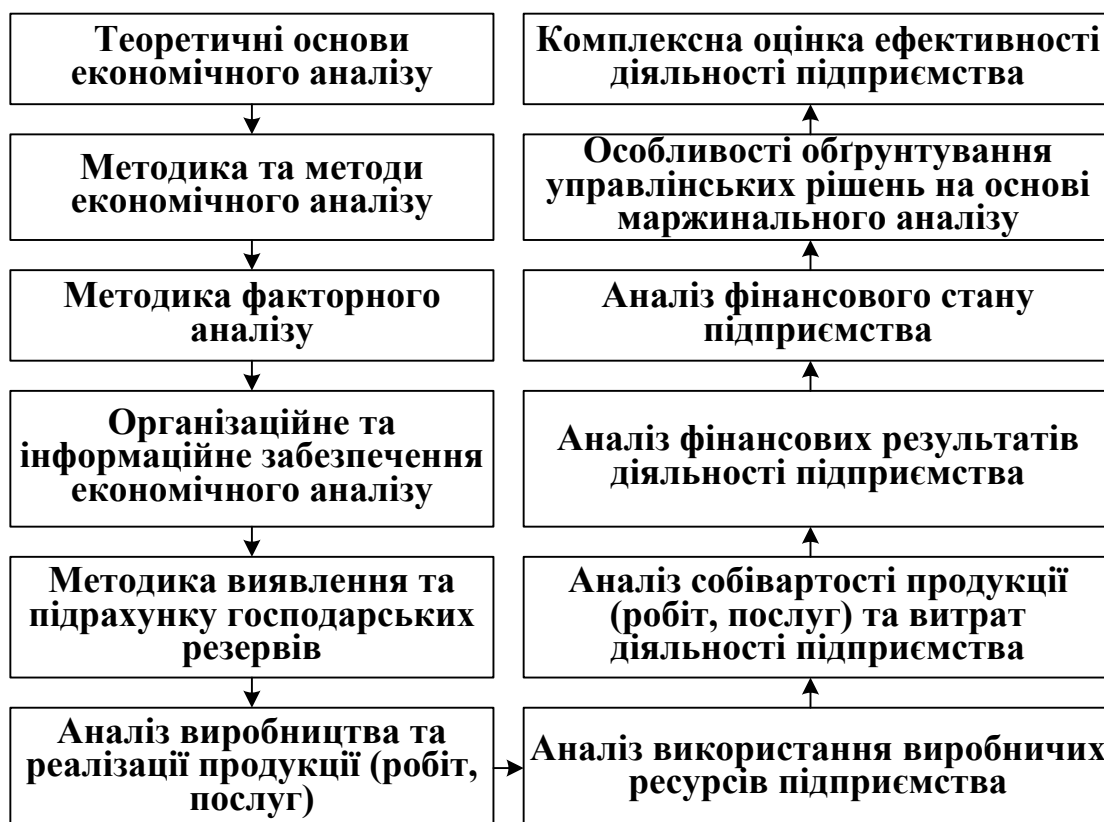 Теоретичні основи
економічного аналізу
Методика та методи
економічного аналізу
Методика факторного
аналізу
Організаційне та
інформаційне забезпечення
економічного аналізу
Методика виявлення та
підрахунку господарських
резервів
Аналіз виробництва та
реалізації продукції (робіт,
послуг)
Аналіз використання виробничих
ресурсів підприємства
Аналіз собівартості продукції
(робіт, послуг) та витрат
діяльності підприємства
Аналіз фінансових результатів
діяльності підприємства
Аналіз фінансового стану
підприємства
Особливості обґрунтування
управлінських рішень на основі
маржинального аналізу
Комплексна оцінка ефективності
діяльності підприємства